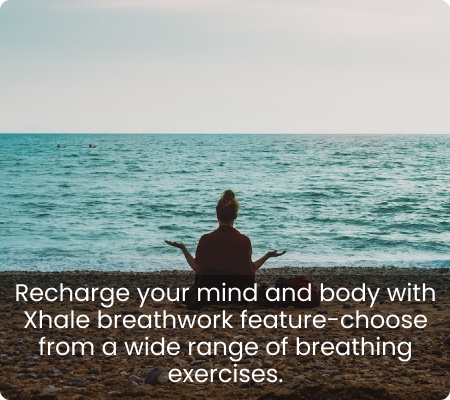 Recharge your mind and body with
Xhale breathwork feature-choose
from a wide range of breathing
exercises.